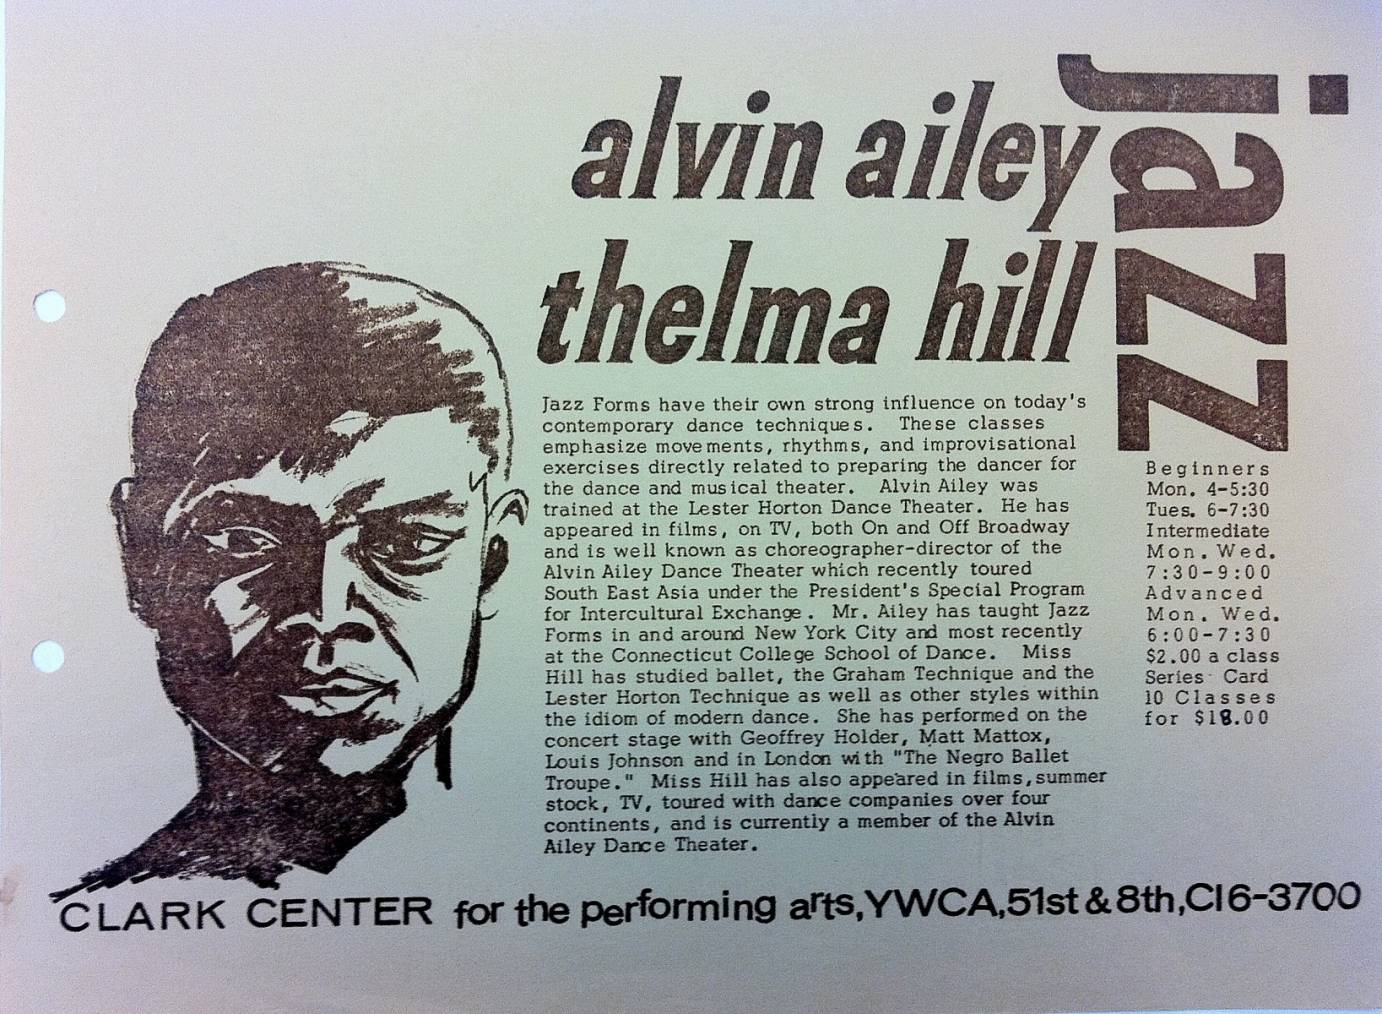 alvin ailey
thelma hill
jazz
Jazz Forms have their own strong influence on today's
contemporary dance techniques. These classes
emphasize movements, rhythms, and improvisational
exercises directly related to preparing the dancer for
the dance and musical theater. Alvin Ailey was
trained at the Lester Horton Dance Theater. He has
appeared in films, on TV, both On and Off Broadway
and is well known as choreographer-director of the
Alvin Ailey Dance Theater which recently toured
South East Asia under the President's Special Program
for Intercultural Exchange. Mr. Ailey has taught Jazz
Forms in and around New York City and most recently
at the Connecticut College School of Dance. Miss
Hill has studied ballet, the Graham Technique and the
Lester Horton Technique as well as other styles within
the idiom of modern dance. She has performed on the
concert stage with Geoffrey Holder, Matt Mattox,
Louis Johnson and in London with "The Negro Ballet
Troupe." Miss Hill has also appeared in films, summer
stock, TV, toured with dance companies over four
continents, and is currently a member of the Alvin
Ailey Dance Theater.
Beginners
Mon. 4-5:30
Tues. 6-7:30
Intermediate
Mon. Wed.
7:30-9:00
Advanced
Mon. Wed.
6:00-7:30
$2.00 a class
Series Card
10 Classes
for $18.00
CLARK CENTER for the performing arts, YWCA, 51st & 8th, CI 6-3700